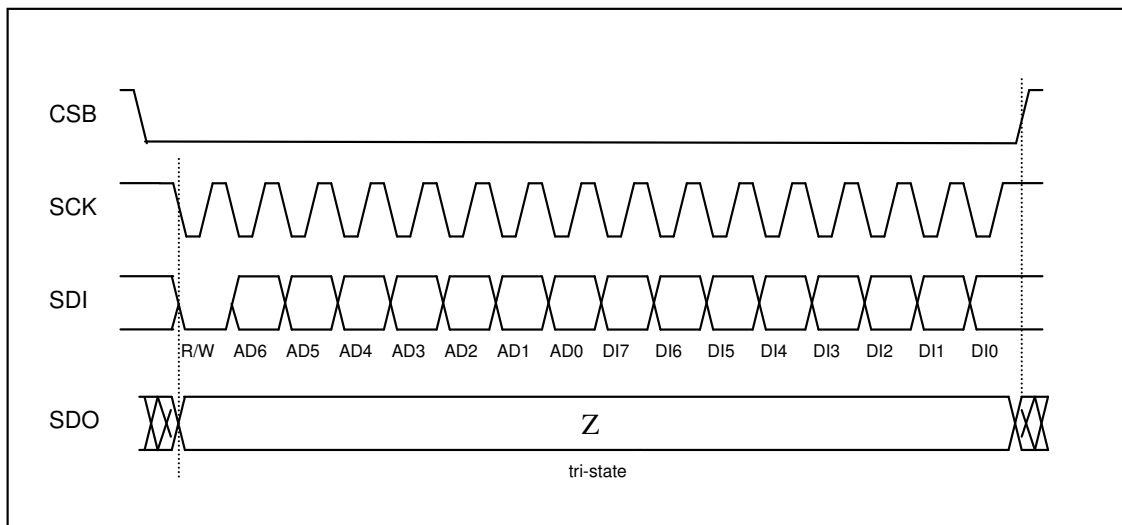 CSB
SCK
SDI
R/W AD6 AD5 AD4 AD3 AD2 AD1 AD0 DI7 DI6 DI5 DI4 DI3 DI2 DI1 DI0
SDO
Z
tri-state